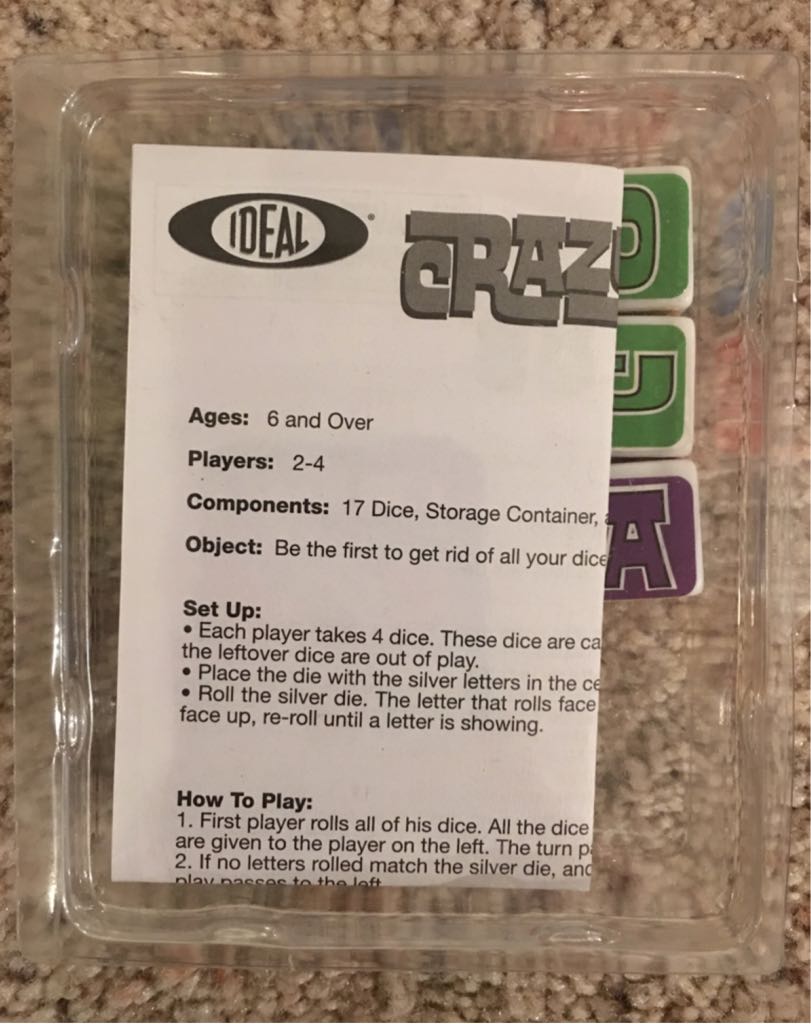 IDEAL®
CRAZ
Ages: 6 and Over
Players: 2-4
Components: 17 Dice, Storage Container,
Object: Be the first to get rid of all your dice
Set Up:
• Each player takes 4 dice. These dice are ca
the leftover dice are out of play.
• Place the die with the silver letters in the ce
• Roll the silver die. The letter that rolls face
face up, re-roll until a letter is showing.
How To Play:
1. First player rolls all of his dice. All the dice
are given to the player on the left. The turn p
2. If no letters rolled match the silver die, and
play passes to the left
A